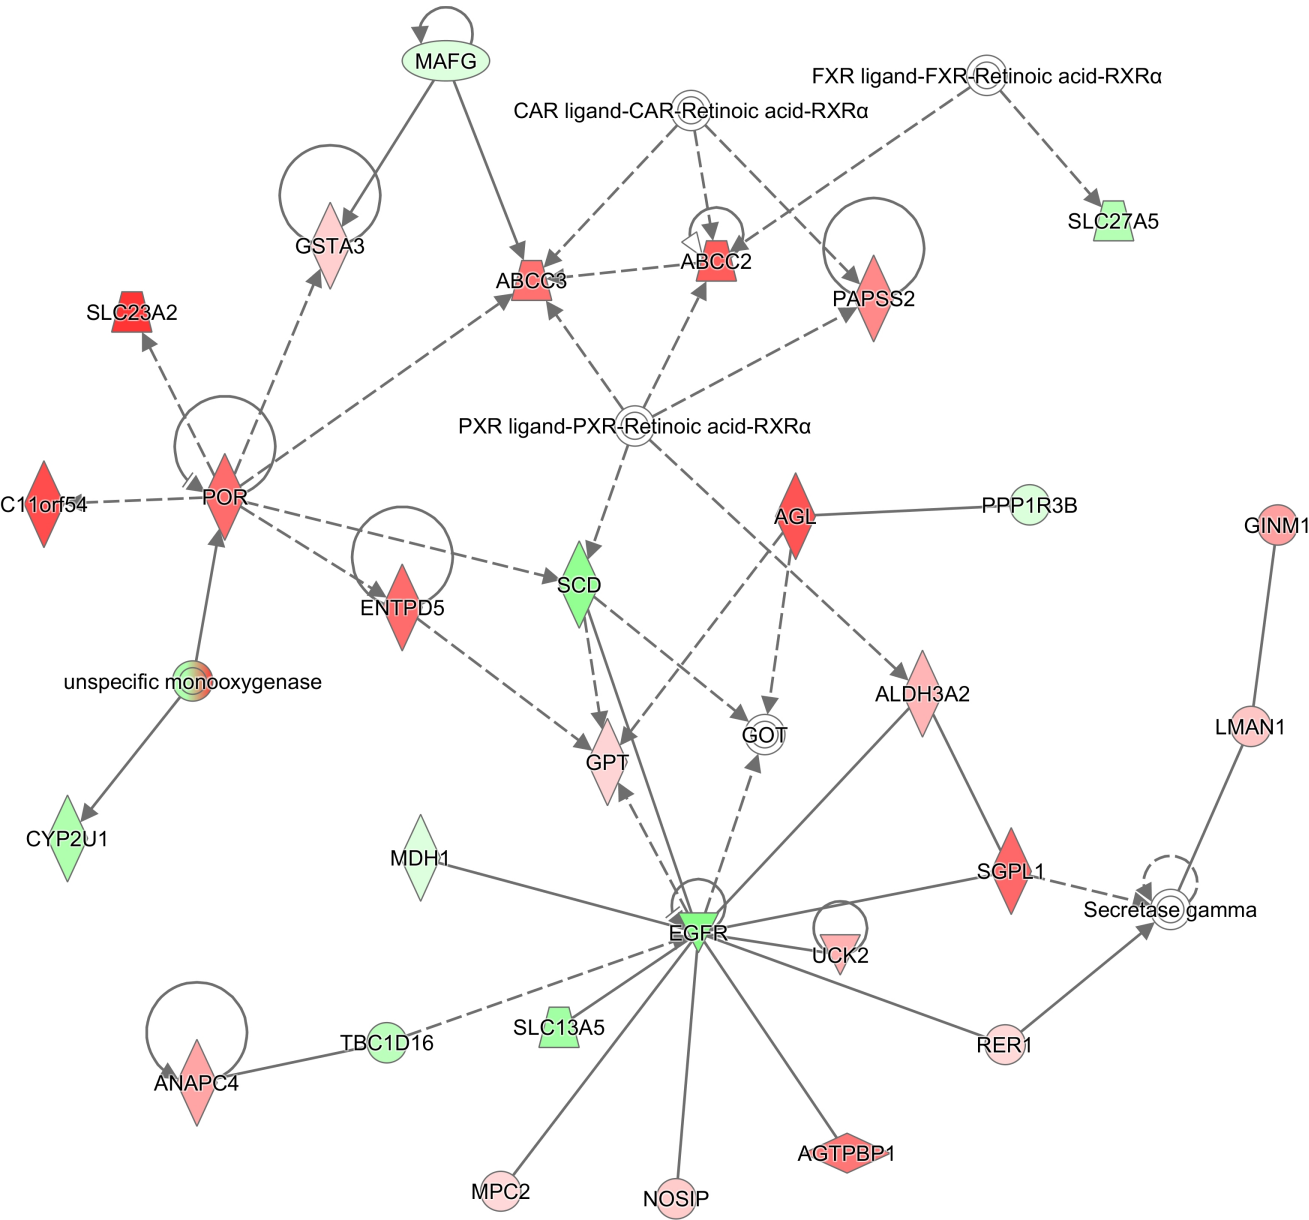 MAFG
FXR ligand-FXR-Retinoic acid-RXRα
CAR ligand-CAR-Retinoic acid-RXRα
SLC27A5
GSTA3
ABCC2
ABCC3
PAPSS2
SLC23A2
PXR ligand-PXR-Retinoic acid-RXRα
POR
C11orf54
AGL
PPP1R3B
GINM1
SCD
ENTPD5
unspecific monooxygenase
ALDH3A2
LMAN1
GOT
GPT
CYP2U1
MDH1
SGPL1
Secretase gamma
EGFR
UCK2
SLC13A5
TBC1D16
RER1
ANAPC4
AGTPBP1
MPC2
NOSIP